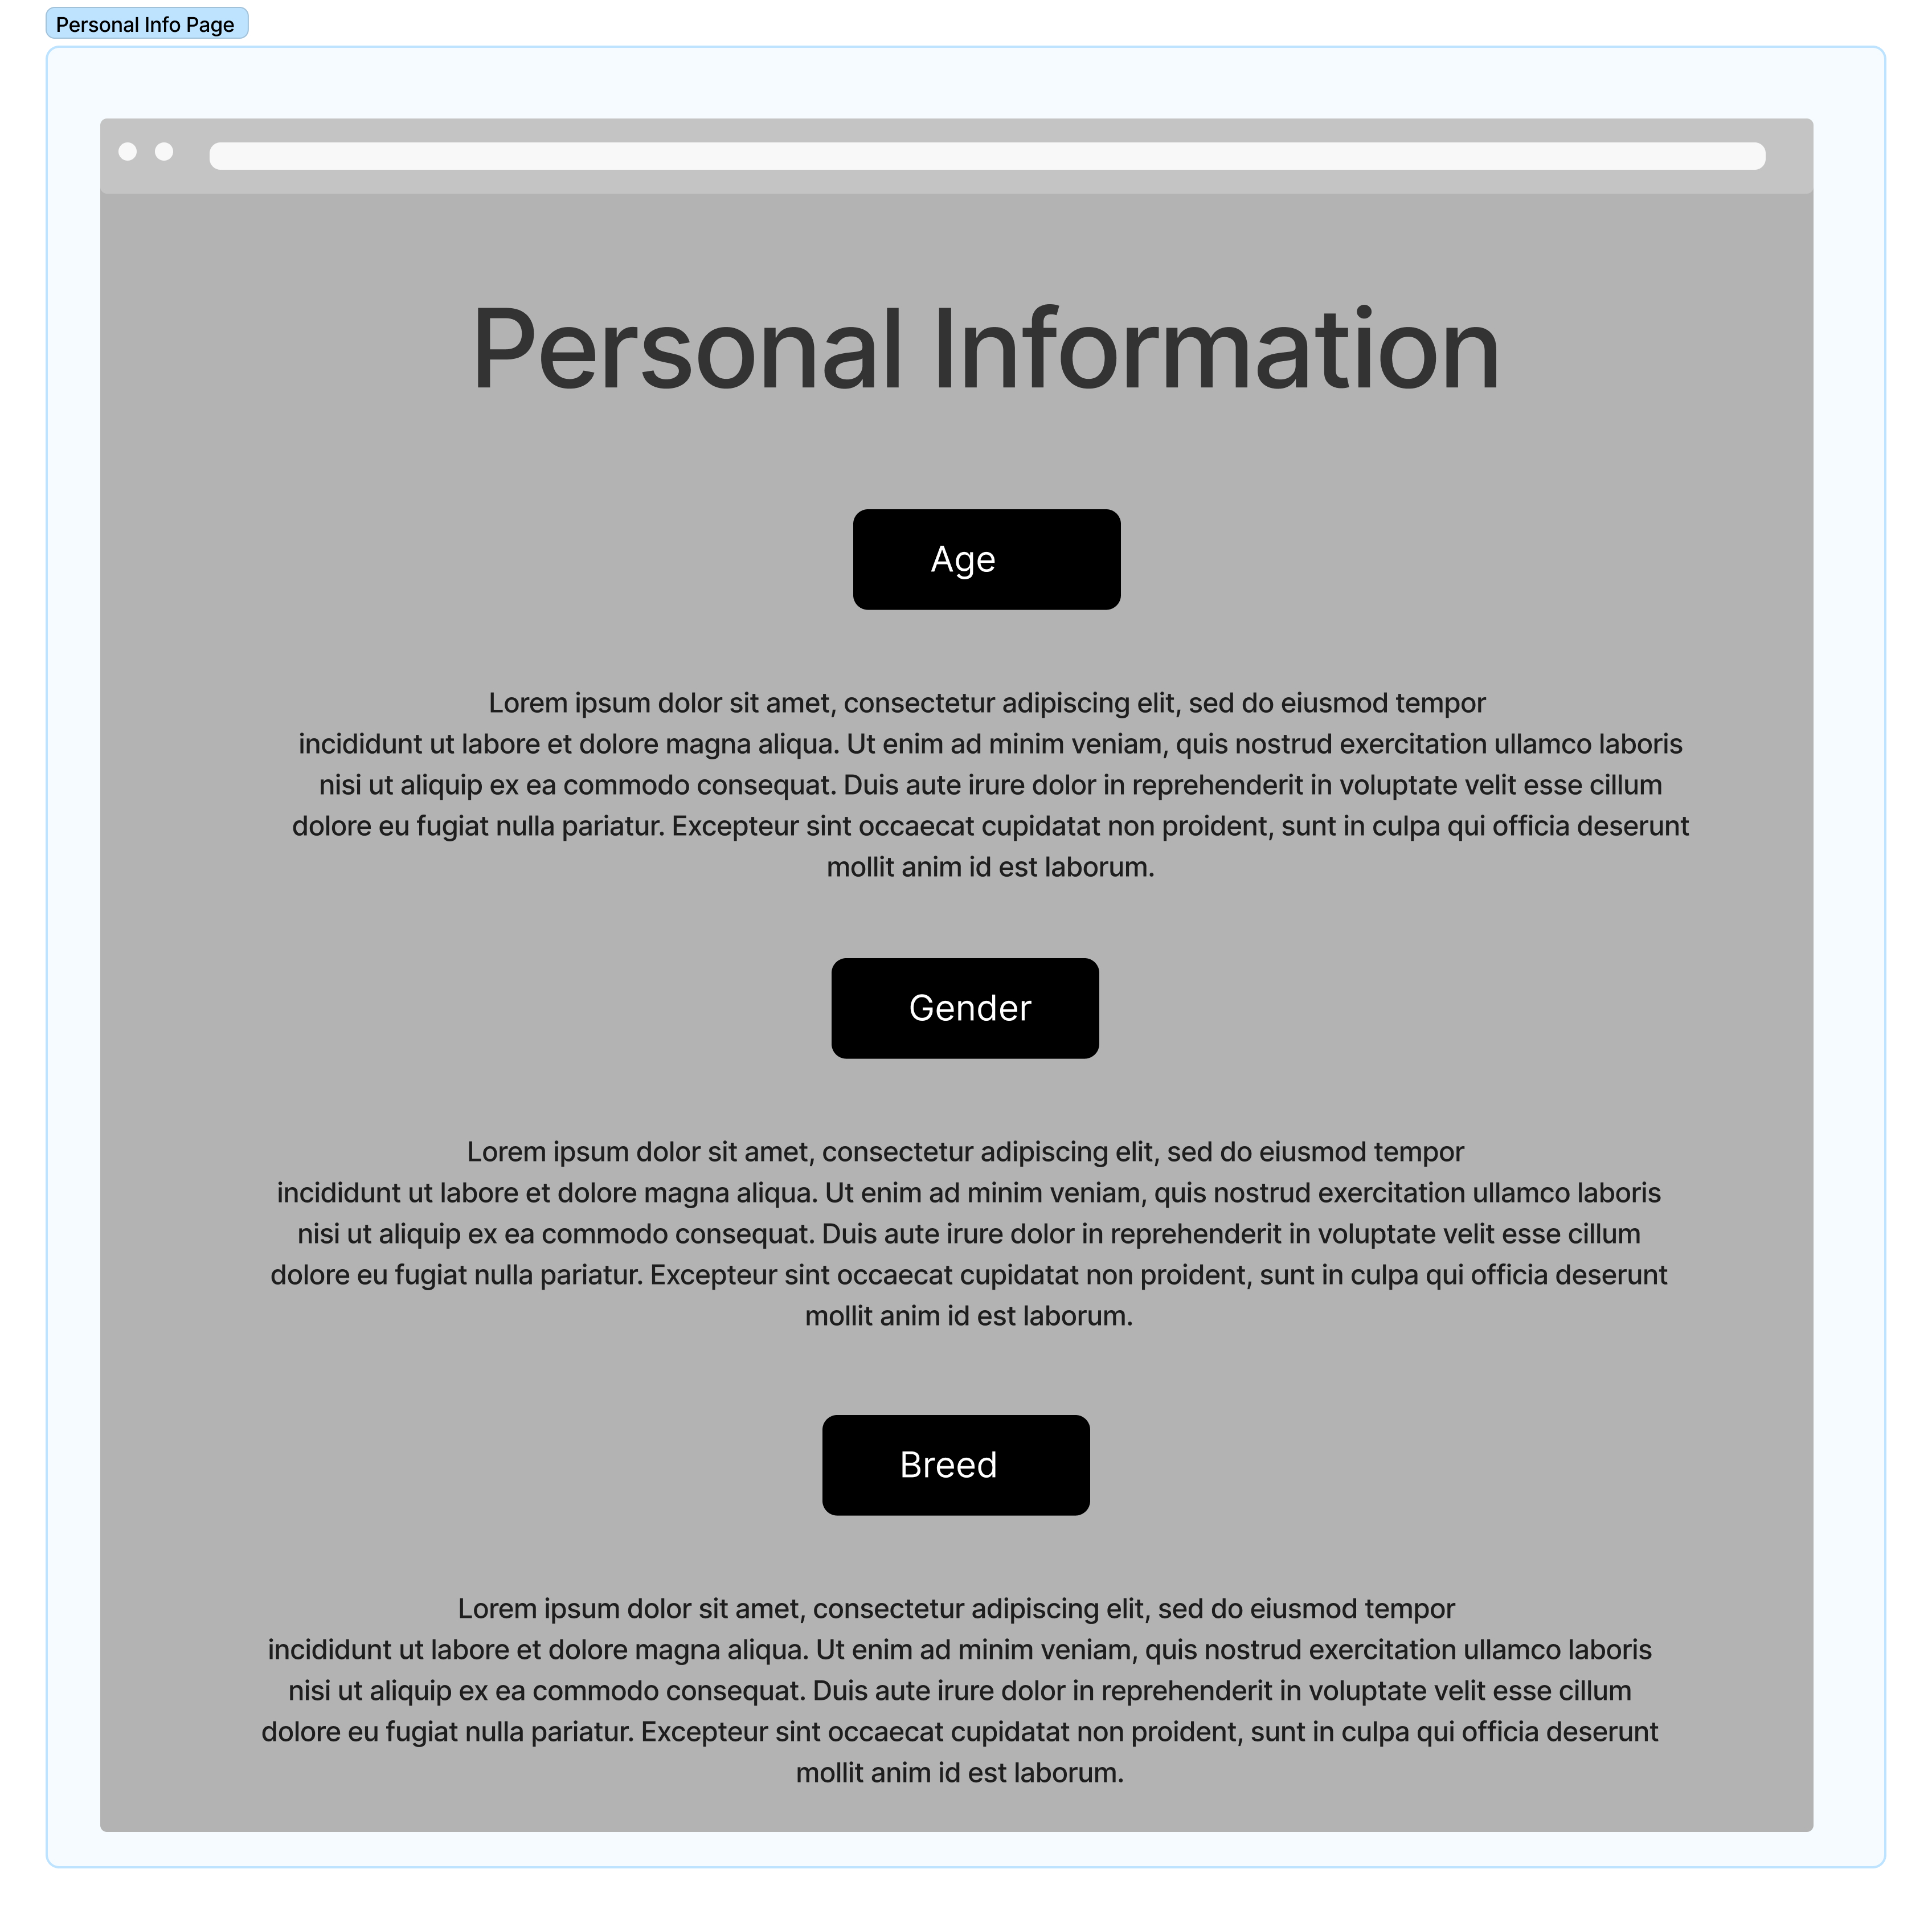 Personal Info Page
Personal Information
Age
Lorem ipsum dolor sit amet, consectetur adipiscing elit, sed do eiusmod tempor
incididunt ut labore et dolore magna aliqua. Ut enim ad minim veniam, quis nostrud exercitation ullamco laboris
nisi ut aliquip ex ea commodo consequat. Duis aute irure dolor in reprehenderit in voluptate velit esse cillum
dolore eu fugiat nulla pariatur. Excepteur sint occaecat cupidatat non proident, sunt in culpa qui officia deserunt
mollit anim id est laborum.
Gender
Lorem ipsum dolor sit amet, consectetur adipiscing elit, sed do eiusmod tempor
incididunt ut labore et dolore magna aliqua. Ut enim ad minim veniam, quis nostrud exercitation ullamco laboris
nisi ut aliquip ex ea commodo consequat. Duis aute irure dolor in reprehenderit in voluptate velit esse cillum
dolore eu fugiat nulla pariatur. Excepteur sint occaecat cupidatat non proident, sunt in culpa qui officia deserunt
mollit anim id est laborum.
Breed
Lorem ipsum dolor sit amet, consectetur adipiscing elit, sed do eiusmod tempor
incididunt ut labore et dolore magna aliqua. Ut enim ad minim veniam, quis nostrud exercitation ullamco laboris
nisi ut aliquip ex ea commodo consequat. Duis aute irure dolor in reprehenderit in voluptate velit esse cillum
dolore eu fugiat nulla pariatur. Excepteur sint occaecat cupidatat non proident, sunt in culpa qui officia deserunt
mollit anim id est laborum.